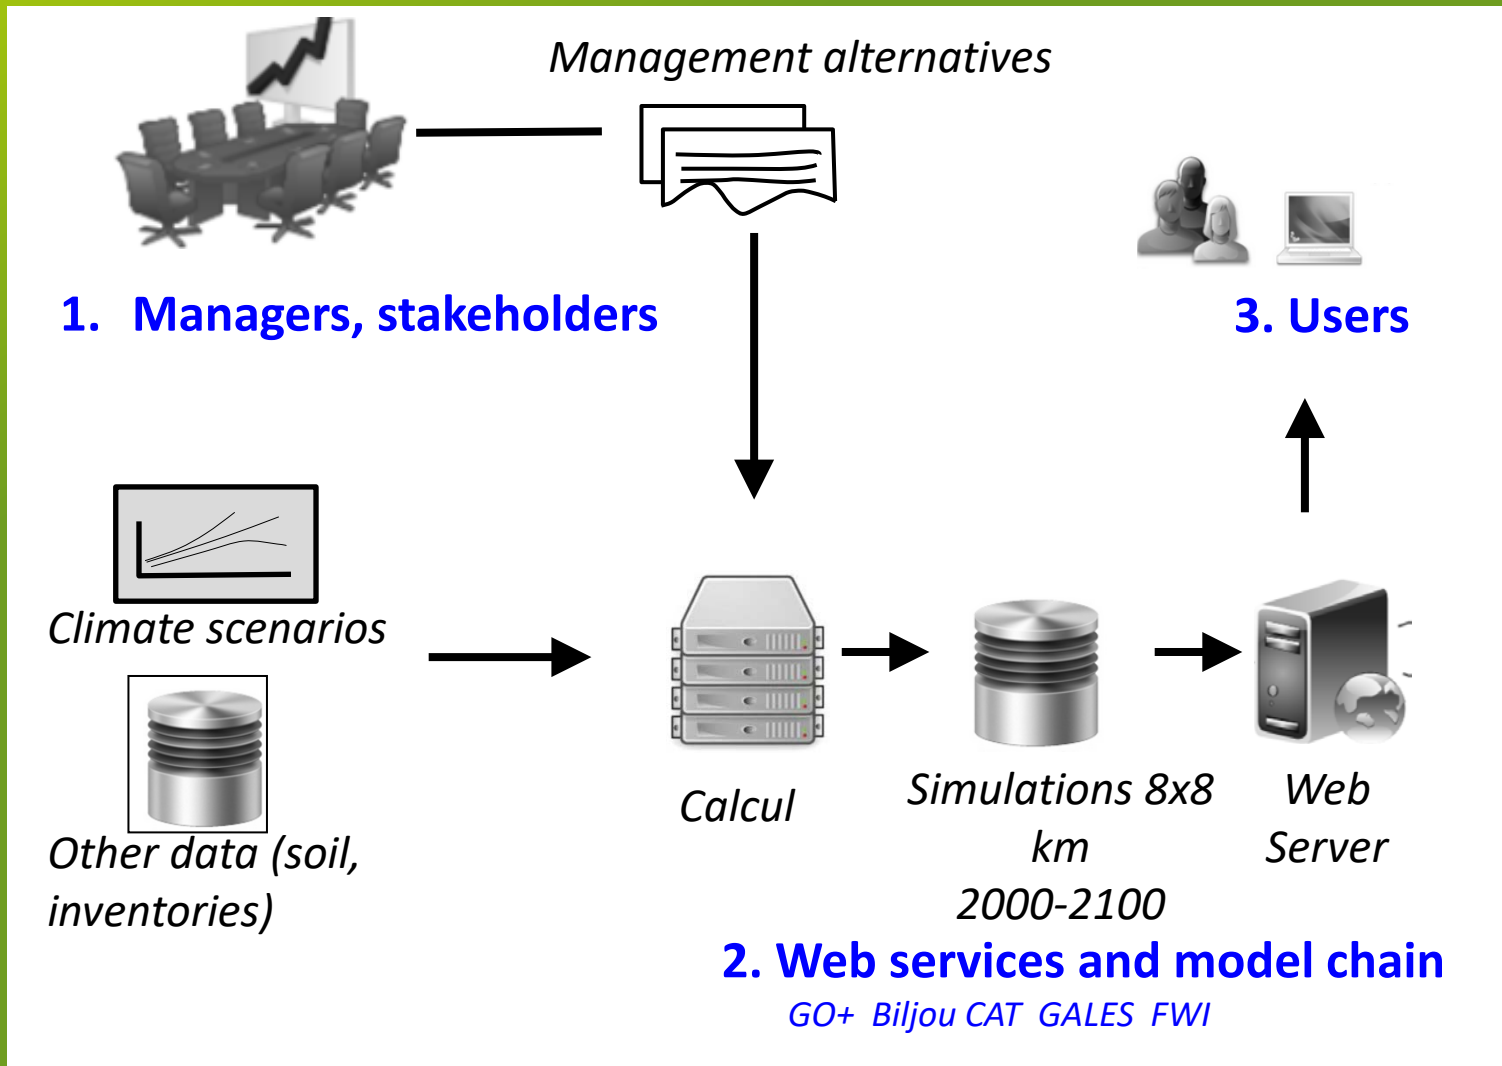 Management alternatives
1. Managers, stakeholders
3. Users
Climate scenarios
Other data (soil,
inventories)
Calcul
Simulations 8x8
km
2000-2100
Web
Server
2. Web services and model chain
GO+ Biljou CAT GALES FWI